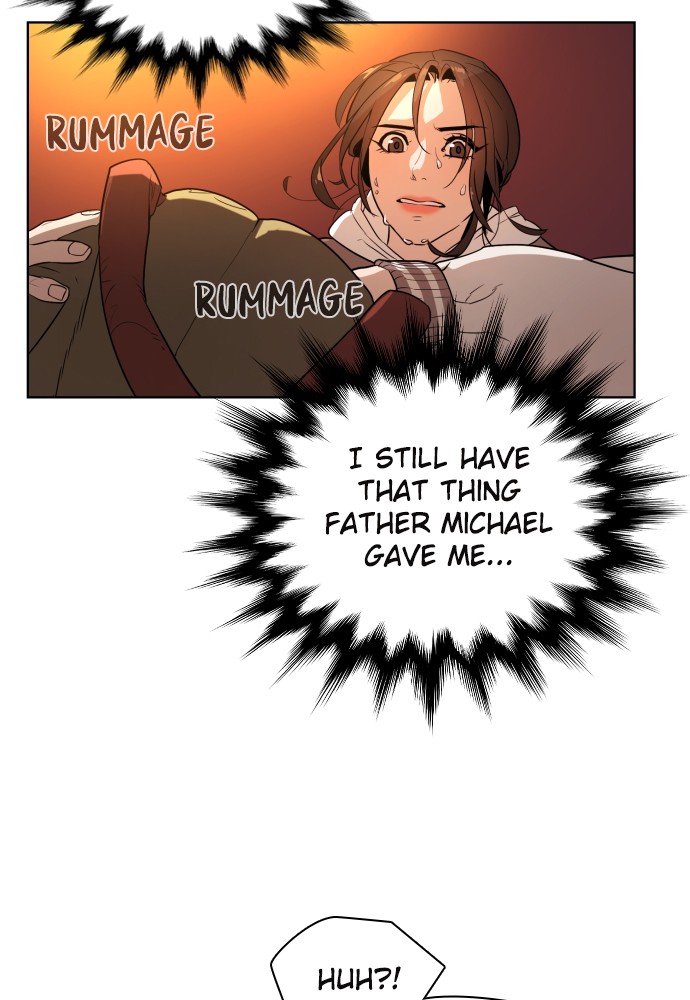 RUMMAGE
RUMMAGE
I STILL HAVE
THAT THING
FATHER MICHAEL
GAVE ME...
HUH?!